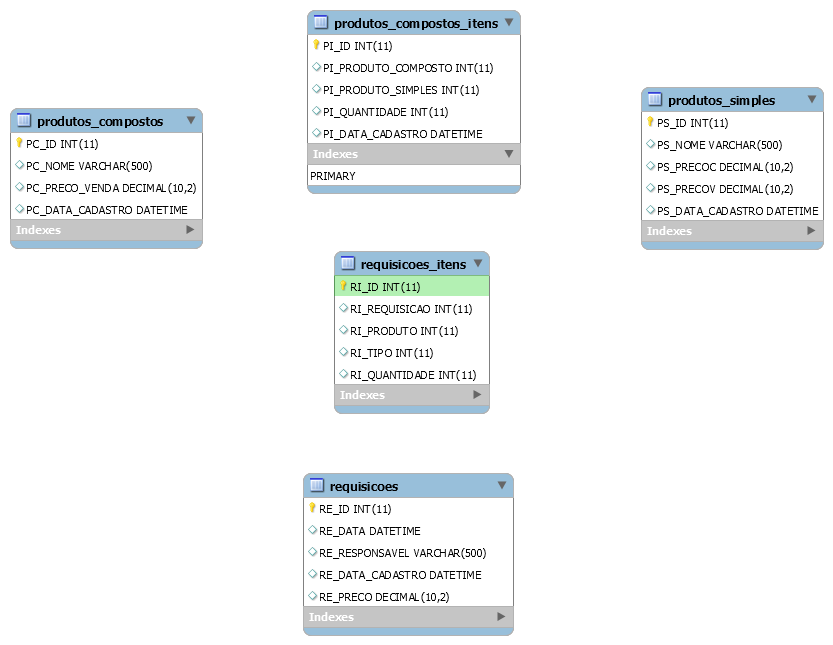 produtos_compostos_itens
PI_ID INT(11)
PI_PRODUTO_COMPOSTO INT(11)
PI_PRODUTO_SIMPLES INT(11)
PI_QUANTIDADE INT(11)
PI_DATA_CADASTRO DATETIME
Indexes
PRIMARY
produtos_compostos
PC_ID INT(11)
PC_NOME VARCHAR(500)
PC_PRECO_VENDA DECIMAL(10,2)
PC_DATA_CADASTRO DATETIME
Indexes
produtos_simples
PS_ID INT(11)
PS_NOME VARCHAR(500)
PS_PRECOC DECIMAL(10,2)
PS_PRECOV DECIMAL(10,2)
PS_DATA_CADASTRO DATETIME
Indexes
requisicoes_itens
RI_ID INT(11)
RI_REQUISICAO INT(11)
RI_PRODUTO INT(11)
RI_TIPO INT(11)
RI_QUANTIDADE INT(11)
Indexes
requisicoes
RE_ID INT(11)
RE_DATA DATETIME
RE_RESPONSAVEL VARCHAR(500)
RE_DATA_CADASTRO DATETIME
RE_PRECO DECIMAL(10,2)
Indexes